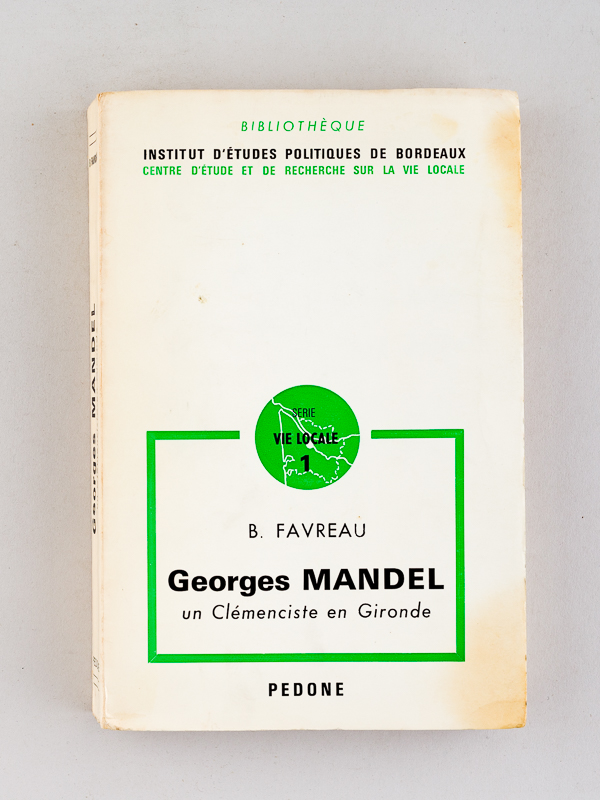 BIBLIOTHÈQUE
INSTITUT D'ÉTUDES POLITIQUES DE BORDEAUX
CENTRE D'ÉTUDE ET DE RECHERCHE SUR LA VIE LOCALE
SERIE
VIE LOCALE
1
B. FAVREAU
Georges MANDEL
un Clémenciste en Gironde
PEDONE
Georges MANDEL